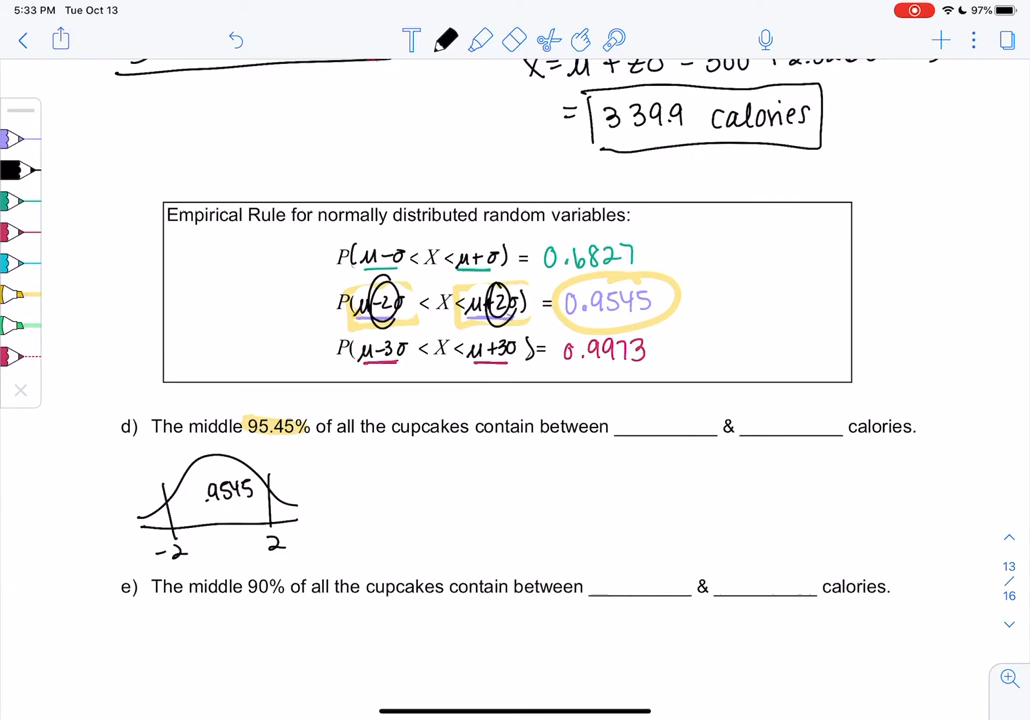 5:33 PM Tue Oct 13
97%
X = μ + zσ = 300 +
= 339.9 calories
Empirical Rule for normally distributed random variables:
P(μ-σ < X < μ+σ) = 0.6827
P(μ-2σ < X < μ+2σ) = 0.9545
P(μ-3σ < X < μ+3σ) = 0.9973
d) The middle 95.45% of all the cupcakes contain between __________ & __________ calories.
.9545
-2 2
e) The middle 90% of all the cupcakes contain between __________ & __________ calories.
13
/
16